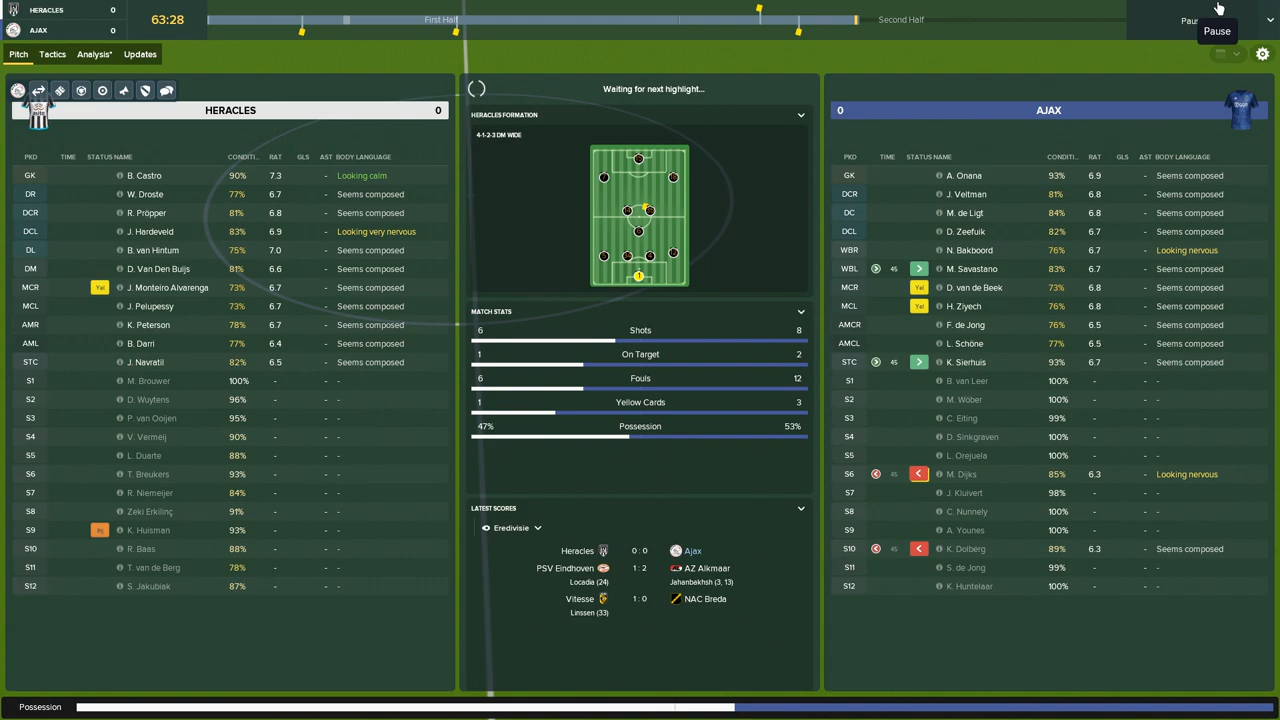 HERACLES 0
AJAX 0
63:28
First Half
Second Half
Pause
Pitch Tactics Analysis* Updates
HERACLES 0
PKD TIME STATUS NAME CONDITI... RAT GLS AST BODY LANGUAGE
GK B. Castro 90% 7.3 - Looking calm
DR W. Droste 77% 6.7 - Seems composed
DCR R. Pröpper 81% 6.8 - Seems composed
DCL J. Hardeveld 83% 6.9 - Looking very nervous
DL B. van Hintum 75% 7.0 - Seems composed
DM D. Van Den Buijs 81% 6.6 - Seems composed
MCR Yel J. Monteiro Alvarenga 73% 6.7 - Seems composed
MCL J. Pelupessy 73% 6.7 - Seems composed
AMR K. Peterson 78% 6.7 - Seems composed
AML B. Darri 77% 6.4 - Seems composed
STC J. Navratil 82% 6.5 - Seems composed
S1 M. Brouwer 100% - - -
S2 D. Wuytens 96% - - -
S3 P. van Ooijen 95% - - -
S4 V. Vermeij 90% - - -
S5 L. Duarte 88% - - -
S6 T. Breukers 93% - - -
S7 R. Niemeijer 84% - - -
S8 Zeki Erkilinç 91% - - -
S9 Inj K. Huisman 93% - - -
S10 R. Baas 88% - - -
S11 T. van de Berg 78% - - -
S12 S. Jakubiak 87% - - -
Waiting for next highlight...
HERACLES FORMATION
4-1-2-3 DM WIDE
1
MATCH STATS
6 Shots 8
1 On Target 2
6 Fouls 12
1 Yellow Cards 3
47% Possession 53%
LATEST SCORES
Eredivisie
Heracles 0 : 0 Ajax
PSV Eindhoven 1 : 2 AZ Alkmaar
Locadia (24) Jahanbakhsh (3, 13)
Vitesse 1 : 0 NAC Breda
Linssen (33)
0 AJAX
PKD TIME STATUS NAME CONDITI... RAT GLS AST BODY LANGUAGE
GK A. Onana 93% 6.9 - Seems composed
DCR J. Veltman 81% 6.8 - Seems composed
DC M. de Ligt 84% 6.8 - Seems composed
DCL D. Zeefuik 82% 6.7 - Seems composed
WBR N. Bakboord 76% 6.7 - Looking nervous
WBL 45 M. Savastano 83% 6.7 - Seems composed
MCR Yel D. van de Beek 73% 6.8 - Seems composed
MCL Yel H. Ziyech 76% 6.8 - Seems composed
AMCR F. de Jong 76% 6.5 - Seems composed
AMCL L. Schöne 77% 6.5 - Seems composed
STC 45 K. Sierhuis 93% 6.7 - Seems composed
S1 B. van Leer 100% - - -
S2 M. Wöber 100% - - -
S3 C. Eiting 99% - - -
S4 D. Sinkgraven 100% - - -
S5 L. Orejuela 100% - - -
S6 45 M. Dijks 85% 6.3 - Looking nervous
S7 J. Kluivert 98% - - -
S8 C. Nunnely 100% - - -
S9 A. Younes 100% - - -
S10 45 K. Dolberg 89% 6.3 - Seems composed
S11 S. de Jong 99% - - -
S12 K. Huntelaar 100% - - -
Possession